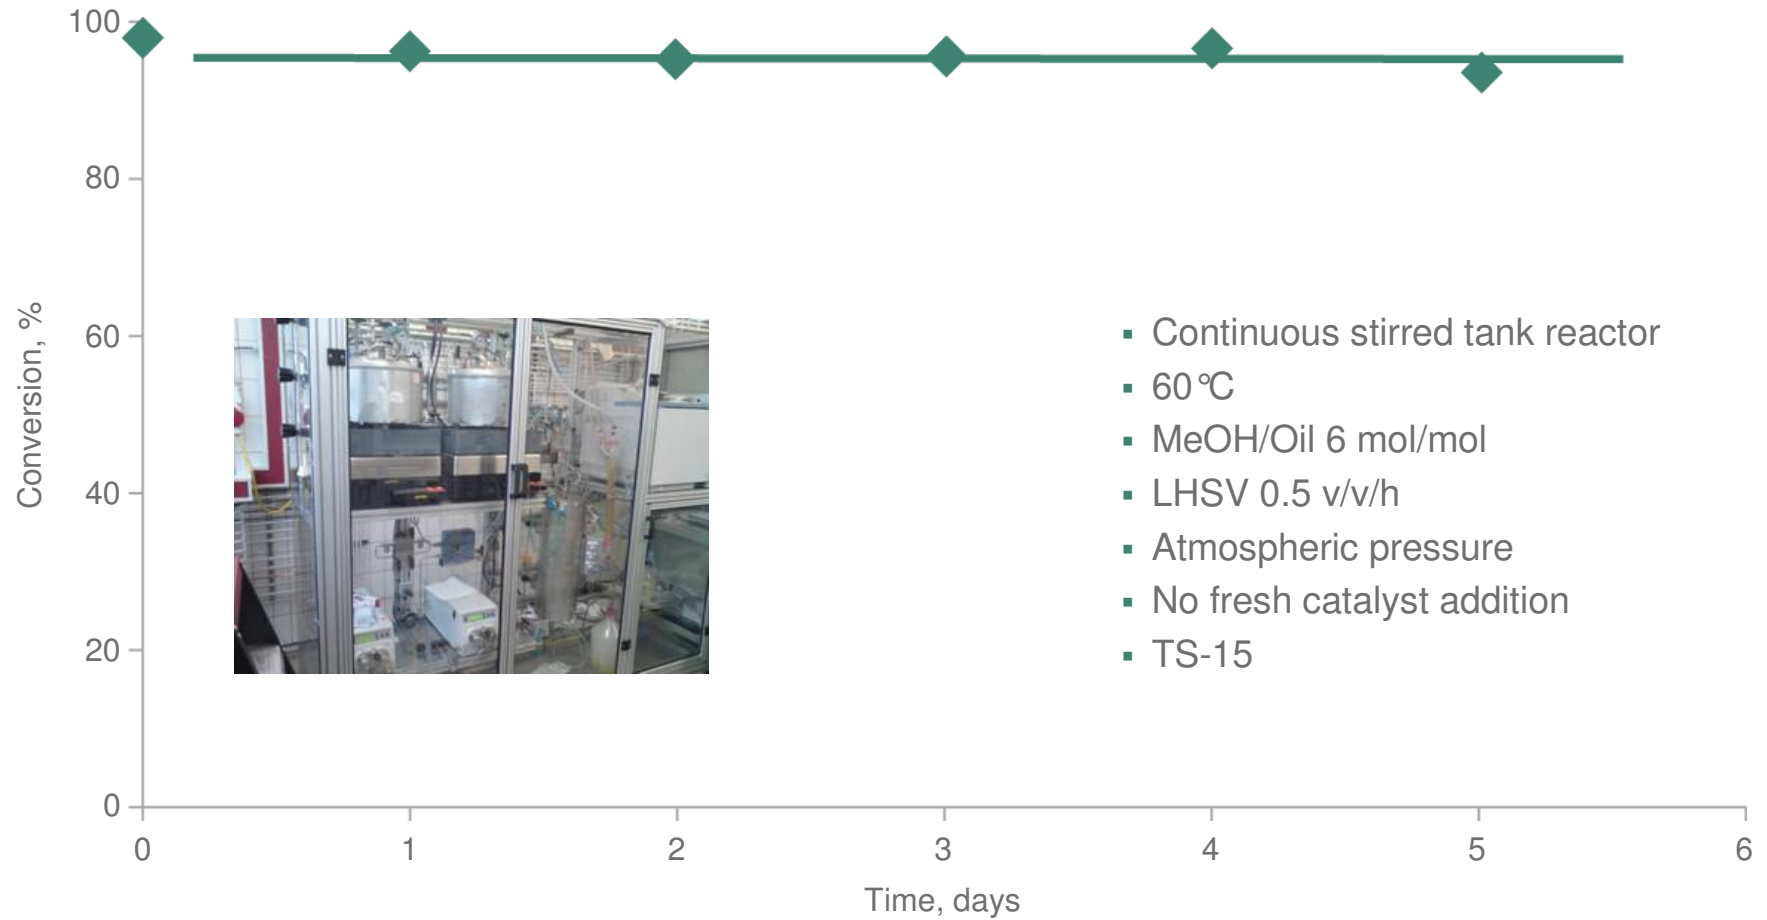 100
80
60
40
20
0
Conversion, %
▪ Continuous stirred tank reactor
▪ 60°C
▪ MeOH/Oil 6 mol/mol
▪ LHSV 0.5 v/v/h
▪ Atmospheric pressure
▪ No fresh catalyst addition
▪ TS-15
0 1 2 3 4 5 6
Time, days